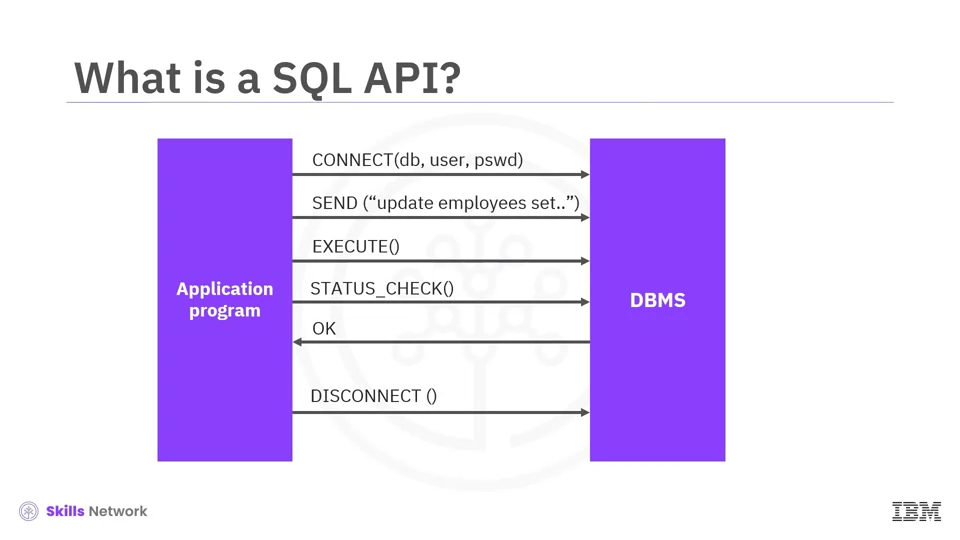 What is a SQL API?
CONNECT(db, user, pswd)
SEND (“update employees set..”)
EXECUTE()
STATUS_CHECK()
OK
DISCONNECT ()
Application
program
DBMS
Skills Network
IBM